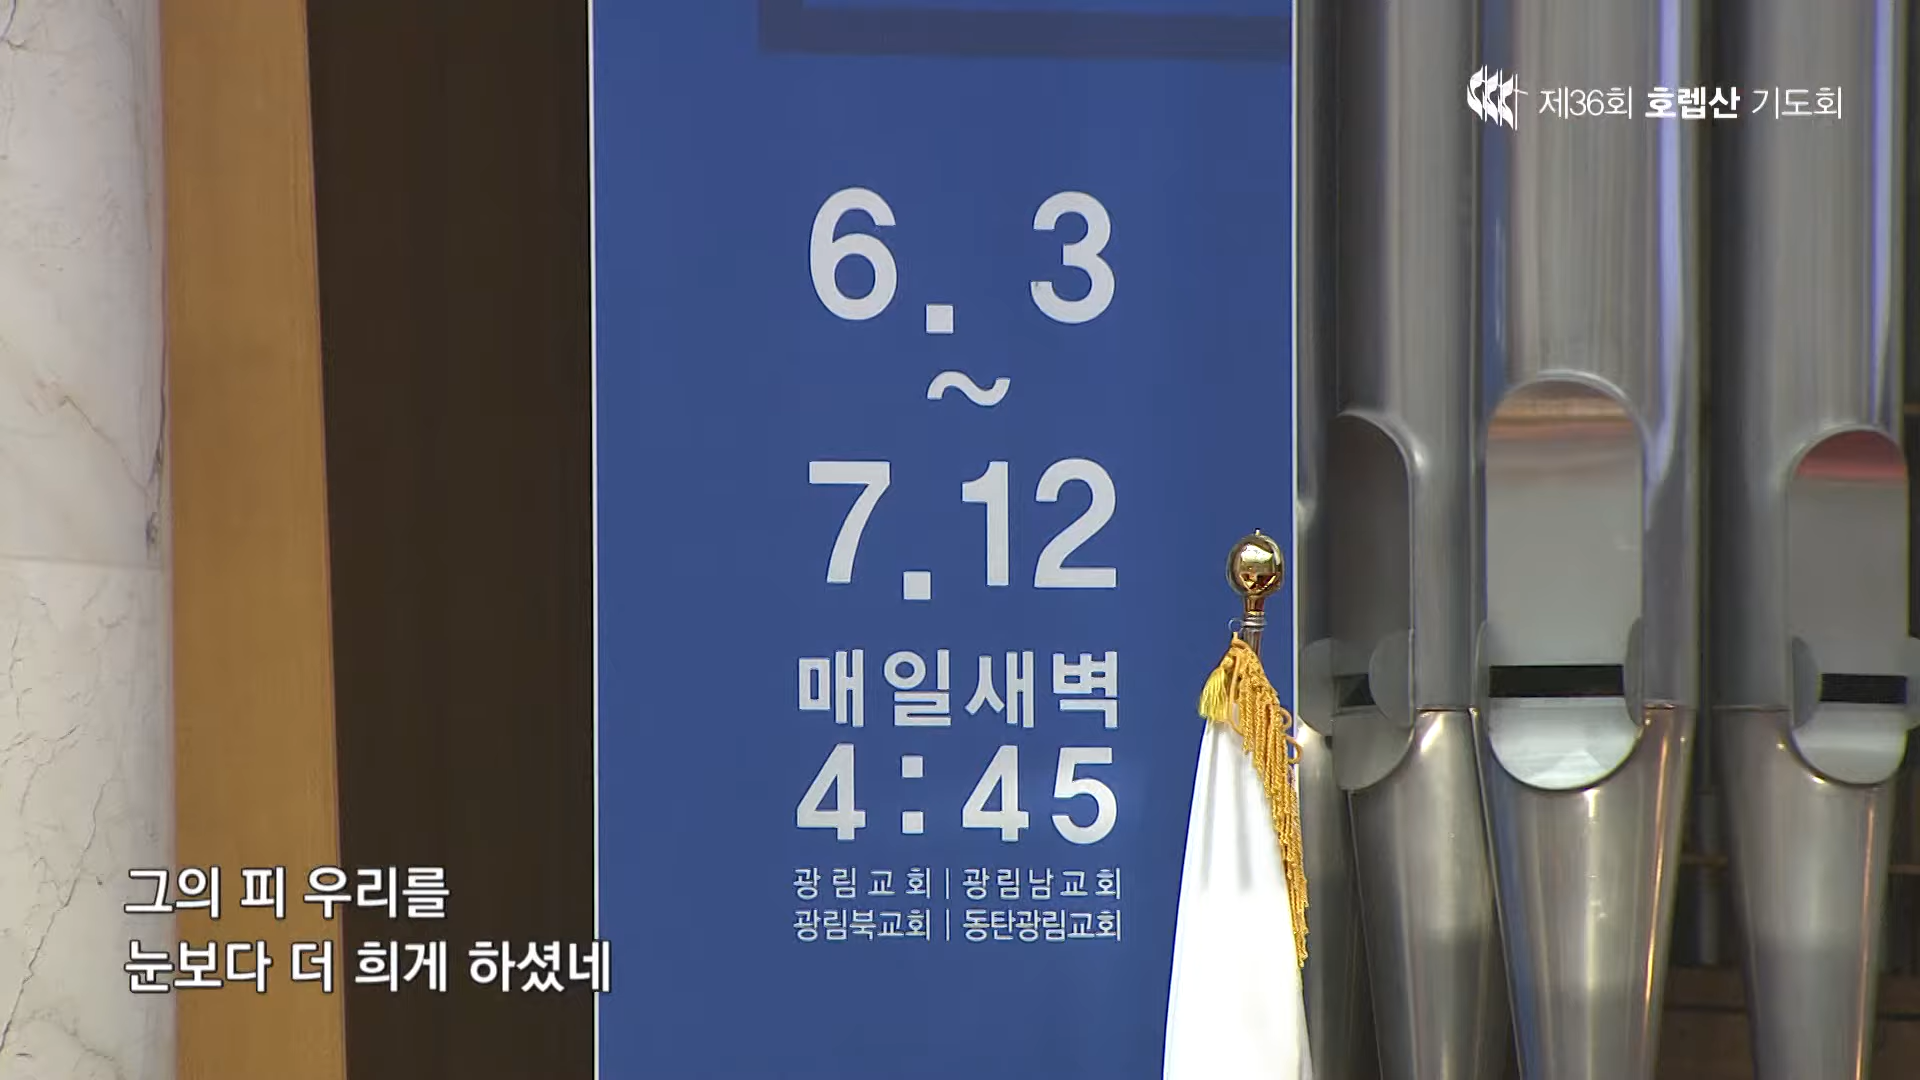 제36회 호렙산 기도회
6. 3
~
7.12
매일새벽
4:45
광림교회 | 광림남교회
광림북교회 | 동탄광림교회
그의 피 우리를
눈보다 더 희게 하셨네